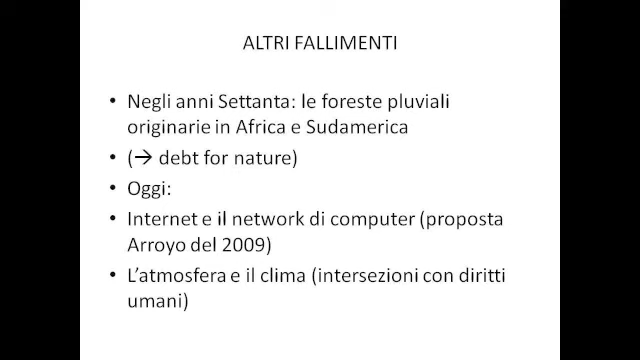 ALTRI FALLIMENTI
• Negli anni Settanta: le foreste pluviali
originarie in Africa e Sudamerica
• (→ debt for nature)
• Oggi:
• Internet e il network di computer (proposta
Arroyo del 2009)
• L’atmosfera e il clima (intersezioni con diritti
umani)